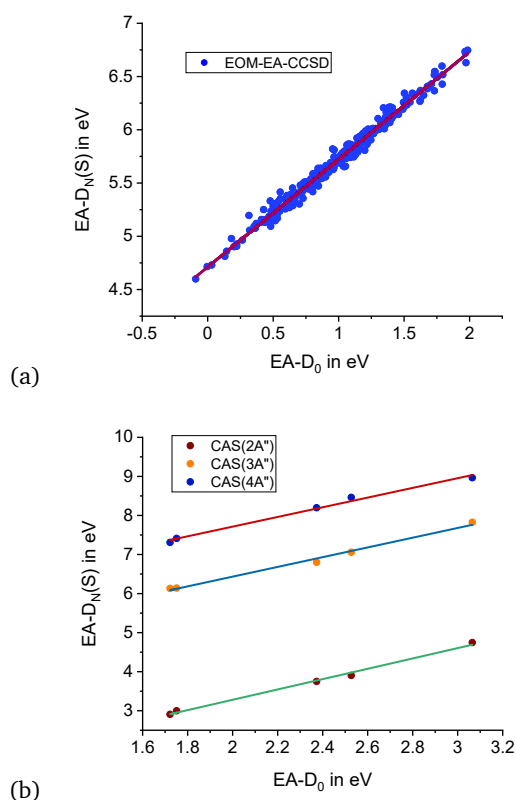 (a)
7
6.5
6
5.5
5
4.5
EA-D_N(S) in eV
EOM-EA-CCSD
-0.5 0 0.5 1 1.5 2
EA-D_0 in eV
(b)
10
9
8
7
6
5
4
3
EA-D_N(S) in eV
CAS(2A")
CAS(3A")
CAS(4A")
1.6 1.8 2 2.2 2.4 2.6 2.8 3 3.2
EA-D_0 in eV